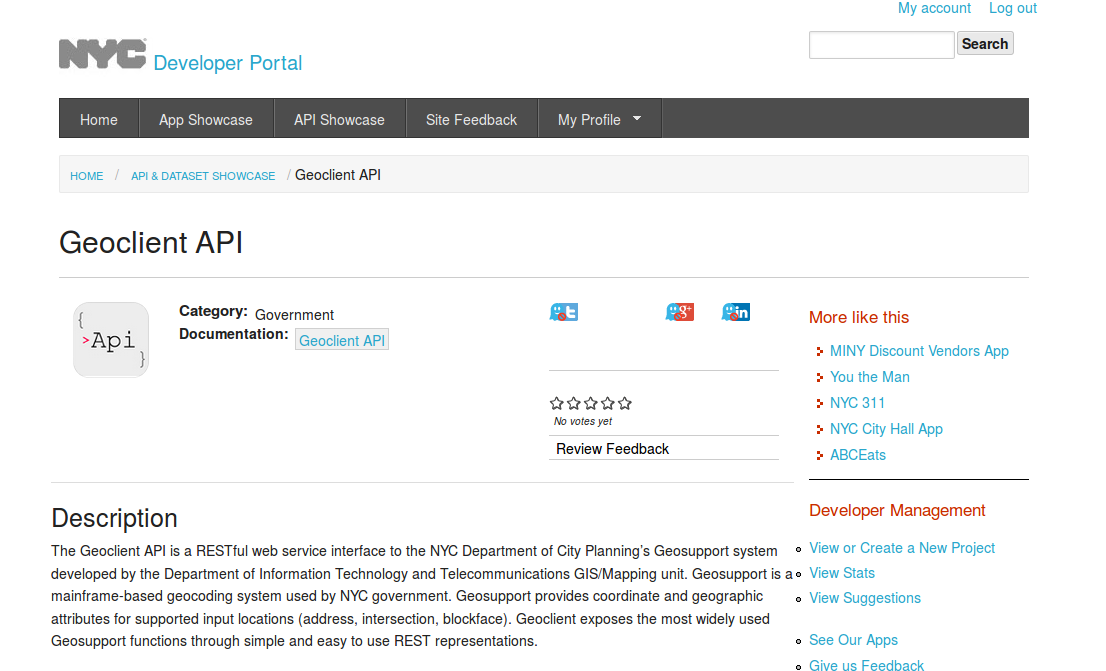 My account Log out
NYC Developer Portal
Search
Home App Showcase API Showcase Site Feedback My Profile
HOME / API & DATASET SHOWCASE / Geoclient API
Geoclient API
{
>Api
}
Category: Government
Documentation: Geoclient API
t g+ in
No votes yet
Review Feedback
More like this
MINY Discount Vendors App
You the Man
NYC 311
NYC City Hall App
ABCEats
Description
The Geoclient API is a RESTful web service interface to the NYC Department of City Planning’s Geosupport system
developed by the Department of Information Technology and Telecommunications GIS/Mapping unit. Geosupport is a
mainframe-based geocoding system used by NYC government. Geosupport provides coordinate and geographic
attributes for supported input locations (address, intersection, blockface). Geoclient exposes the most widely used
Geosupport functions through simple and easy to use REST representations.
Developer Management
View or Create a New Project
View Stats
View Suggestions
See Our Apps
Give us Feedback